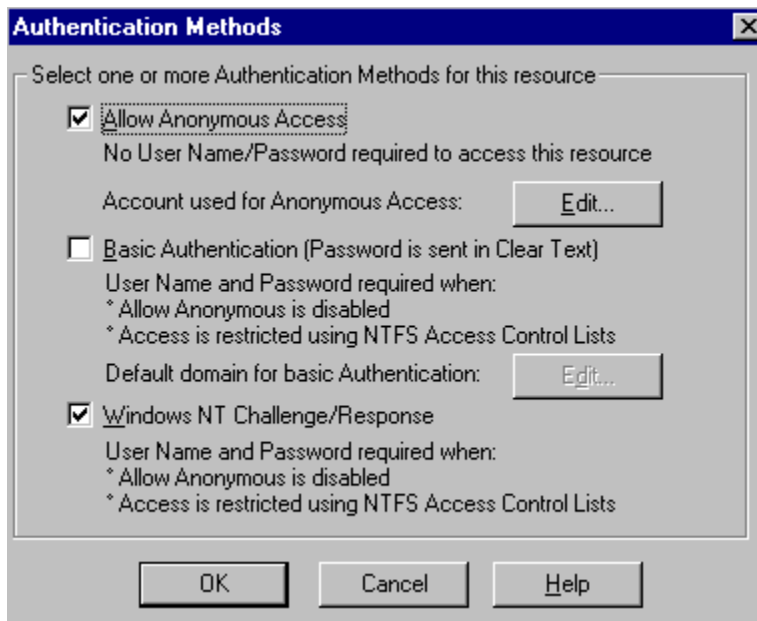 Authentication Methods
Select one or more Authentication Methods for this resource
Allow Anonymous Access
No User Name/Password required to access this resource
Account used for Anonymous Access: Edit...
Basic Authentication (Password is sent in Clear Text)
User Name and Password required when:
* Allow Anonymous is disabled
* Access is restricted using NTFS Access Control Lists
Default domain for basic Authentication: Edit...
Windows NT Challenge/Response
User Name and Password required when:
* Allow Anonymous is disabled
* Access is restricted using NTFS Access Control Lists
OK Cancel Help